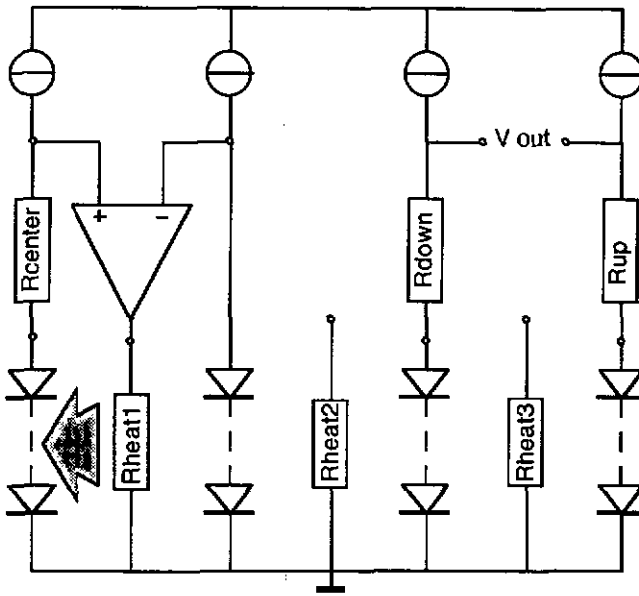 V out
Rcenter
+
−
Rdown
Rup
Rheat1
Rheat2
Rheat3